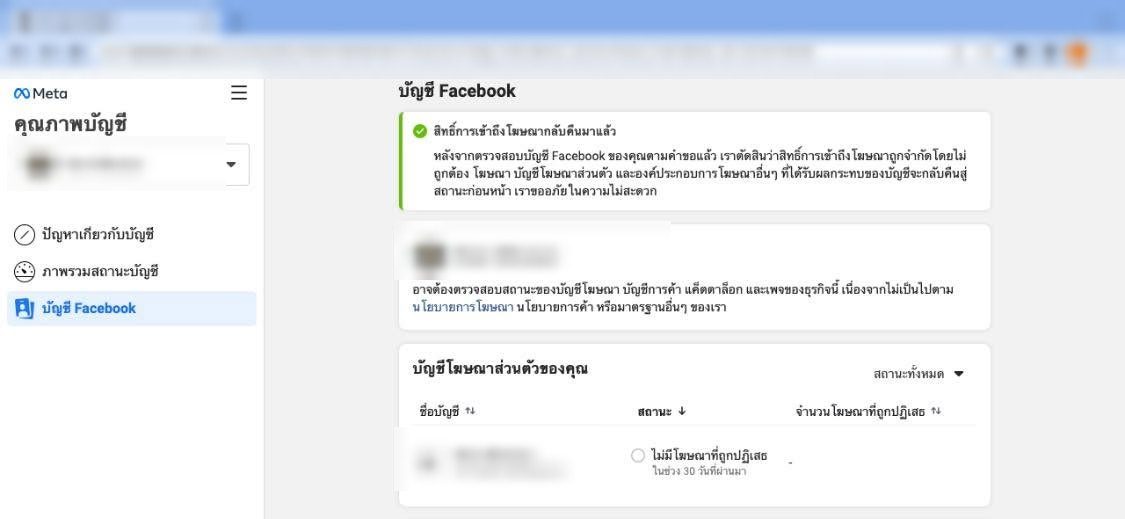 Meta
คุณภาพบัญชี
ปัญหาเกี่ยวกับบัญชี
ภาพรวมสถานะบัญชี
บัญชี Facebook
บัญชี Facebook
สิทธิ์การเข้าถึงโฆษณากลับคืนมาแล้ว
หลังจากตรวจสอบบัญชี Facebook ของคุณตามคำขอแล้ว เราตัดสินว่าสิทธิ์การเข้าถึงโฆษณาถูกจำกัดโดยไม่
ถูกต้อง โฆษณา บัญชีโฆษณาส่วนตัว และองค์ประกอบการโฆษณาอื่นๆ ที่ได้รับผลกระทบของบัญชีจะกลับคืนสู่
สถานะก่อนหน้า เราขออภัยในความไม่สะดวก
อาจต้องตรวจสอบสถานะของบัญชีโฆษณา บัญชีการค้า แค็ตตาล็อก และเพจของธุรกิจนี้ เนื่องจากไม่เป็นไปตาม
นโยบายการโฆษณา นโยบายการค้า หรือมาตรฐานอื่นๆ ของเรา
บัญชีโฆษณาส่วนตัวของคุณ
สถานะทั้งหมด
ชื่อบัญชี สถานะ จำนวนโฆษณาที่ถูกปฏิเสธ
ไม่มีโฆษณาที่ถูกปฏิเสธ -
ในช่วง 30 วันที่ผ่านมา